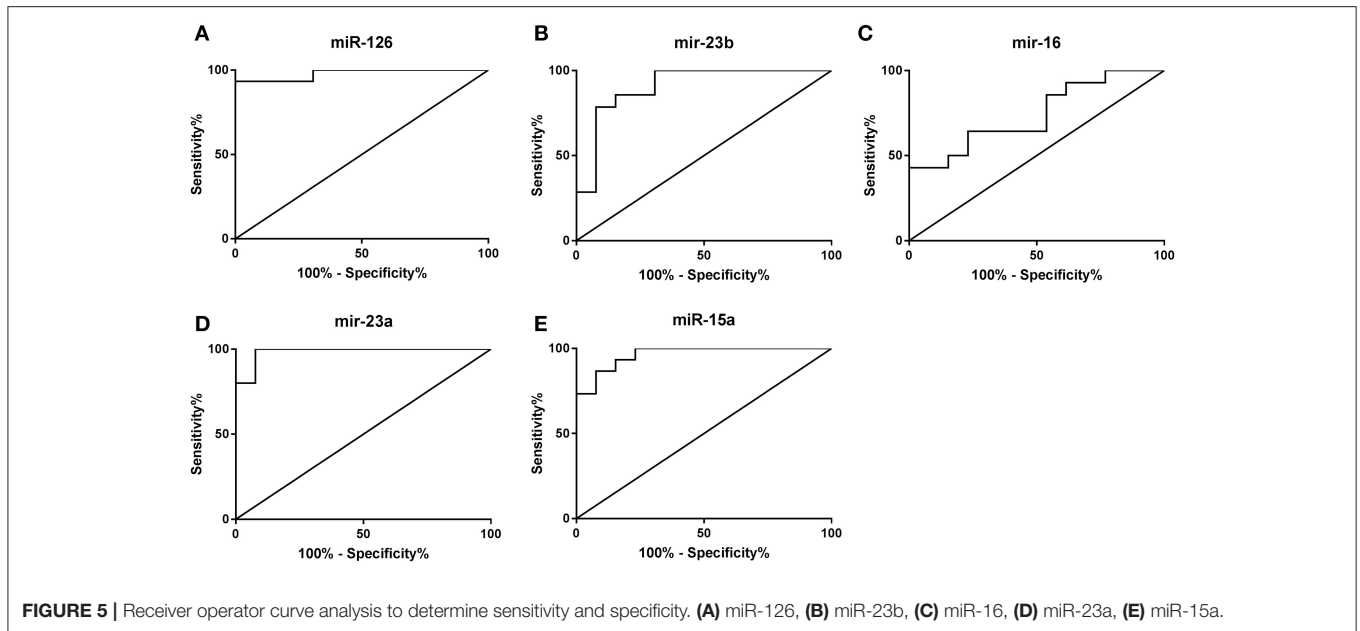 A
miR-126
Sensitivity%
100
50
0
0
50
100
100% - Specificity%
B
mir-23b
Sensitivity%
100
50
0
0
50
100
100% - Specificity%
C
mir-16
Sensitivity%
100
50
0
0
50
100
100% - Specificity%
D
mir-23a
Sensitivity%
100
50
0
0
50
100
100% - Specificity%
E
miR-15a
Sensitivity%
100
50
0
0
50
100
100% - Specificity%
FIGURE 5 | Receiver operator curve analysis to determine sensitivity and specificity. (A) miR-126, (B) miR-23b, (C) miR-16, (D) miR-23a, (E) miR-15a.